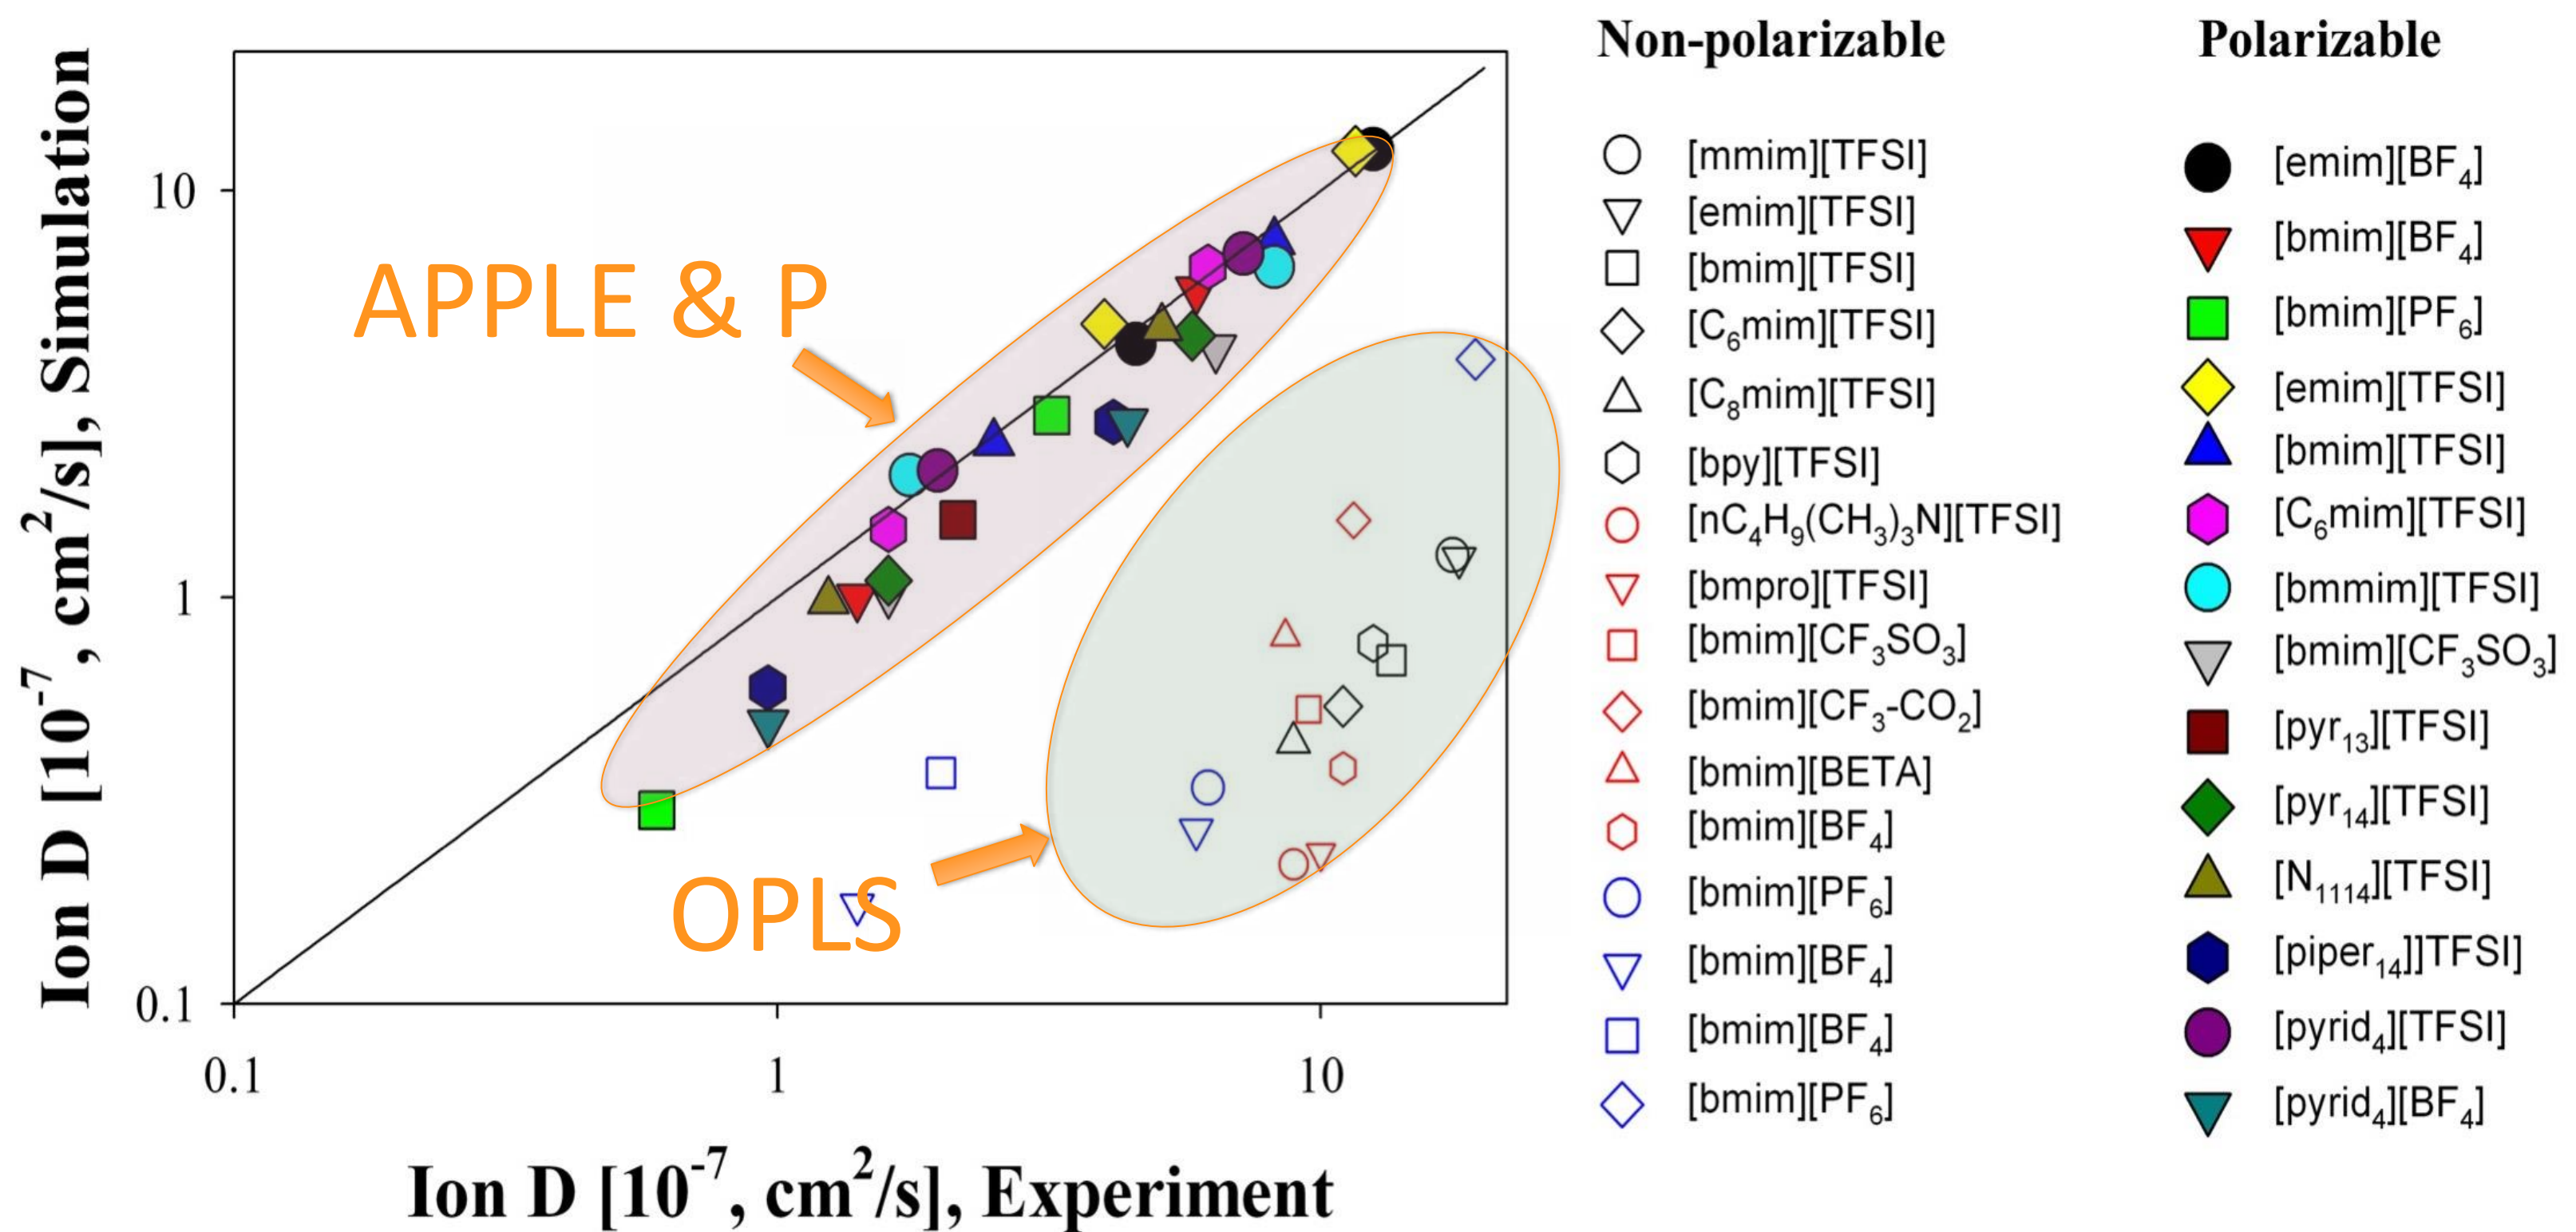 Ion D [10⁻⁷, cm²/s], Simulation
10
1
0.1
0.1
1
10
Ion D [10⁻⁷, cm²/s], Experiment
APPLE & P
OPLS
Non-polarizable
[mmim][TFSI]
[emim][TFSI]
[bmim][TFSI]
[C₆mim][TFSI]
[C₈mim][TFSI]
[bpy][TFSI]
[nC₄H₉(CH₃)₃N][TFSI]
[bmpro][TFSI]
[bmim][CF₃SO₃]
[bmim][CF₃-CO₂]
[bmim][BETA]
[bmim][BF₄]
[bmim][PF₆]
[bmim][BF₄]
[bmim][BF₄]
[bmim][PF₆]
Polarizable
[emim][BF₄]
[bmim][BF₄]
[bmim][PF₆]
[emim][TFSI]
[bmim][TFSI]
[C₆mim][TFSI]
[bmmim][TFSI]
[bmim][CF₃SO₃]
[pyr₁₃][TFSI]
[pyr₁₄][TFSI]
[N₁₁₁₄][TFSI]
[piper₁₄]]TFSI]
[pyrid₄][TFSI]
[pyrid₄][BF₄]